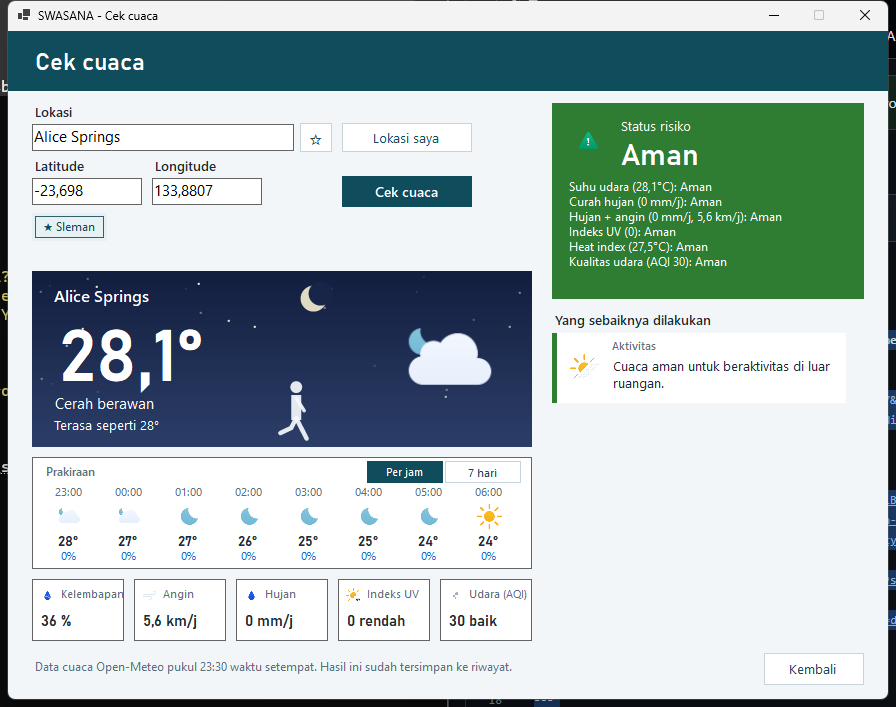 SWASANA - Cek cuaca
Cek cuaca
Lokasi
Alice Springs
☆
Lokasi saya
Latitude
Longitude
-23,698
133,8807
Cek cuaca
★ Sleman
Status risiko
Aman
Suhu udara (28,1°C): Aman
Curah hujan (0 mm/j): Aman
Hujan + angin (0 mm/j, 5,6 km/j): Aman
Indeks UV (0): Aman
Heat index (27,5°C): Aman
Kualitas udara (AQI 30): Aman
Alice Springs
28,1°
Cerah berawan
Terasa seperti 28°
Yang sebaiknya dilakukan
Aktivitas
Cuaca aman untuk beraktivitas di luar
ruangan.
Prakiraan
Per jam
7 hari
23:00 00:00 01:00 02:00 03:00 04:00 05:00 06:00
28° 27° 27° 26° 25° 25° 24° 24°
0% 0% 0% 0% 0% 0% 0% 0%
Kelembapan
36 %
Angin
5,6 km/j
Hujan
0 mm/j
Indeks UV
0 rendah
Udara (AQI)
30 baik
Data cuaca Open-Meteo pukul 23:30 waktu setempat. Hasil ini sudah tersimpan ke riwayat.
Kembali
18